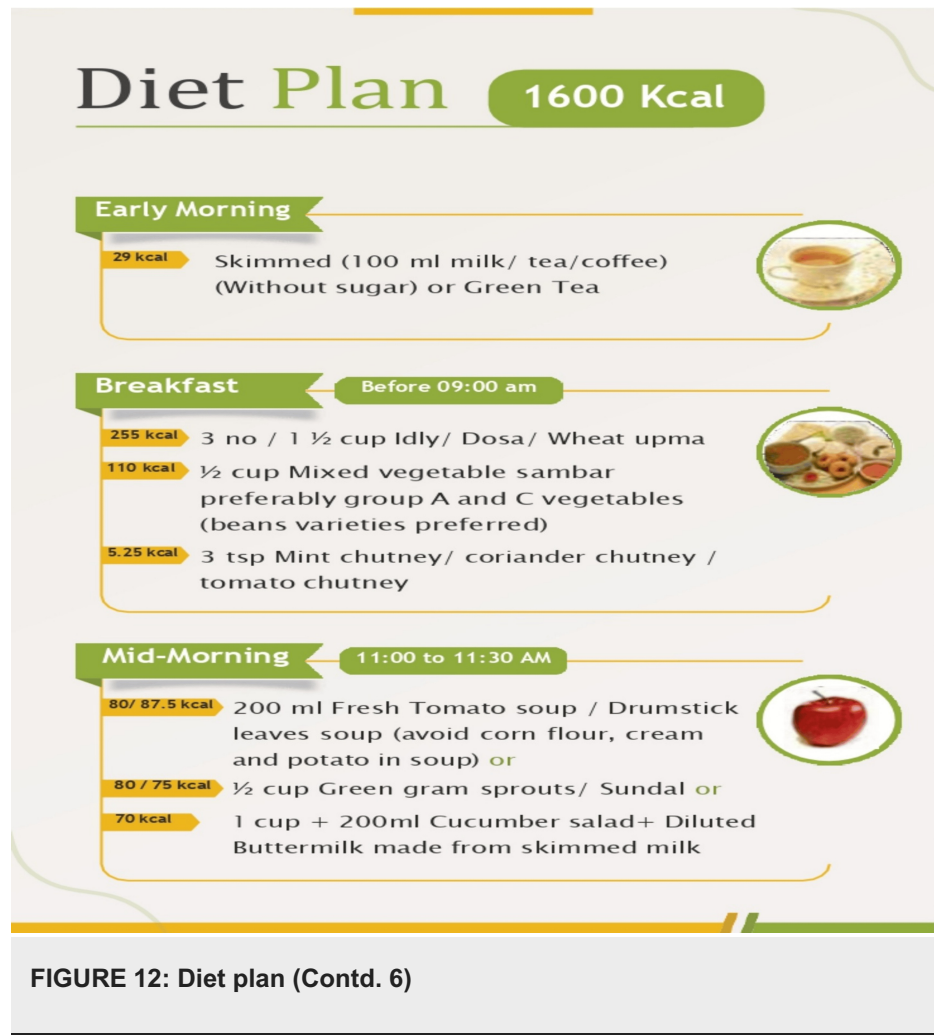 Diet Plan 1600 Kcal
Early Morning
29 kcal Skimmed (100 ml milk/ tea/coffee)
(Without sugar) or Green Tea
Breakfast Before 09:00 am
255 kcal 3 no / 1 ½ cup Idly/ Dosa/ Wheat upma
110 kcal ½ cup Mixed vegetable sambar
preferably group A and C vegetables
(beans varieties preferred)
5.25 kcal 3 tsp Mint chutney/ coriander chutney /
tomato chutney
Mid-Morning 11:00 to 11:30 AM
80/ 87.5 kcal 200 ml Fresh Tomato soup / Drumstick
leaves soup (avoid corn flour, cream
and potato in soup) or
80 / 75 kcal ½ cup Green gram sprouts/ Sundal or
70 kcal 1 cup + 200ml Cucumber salad+ Diluted
Buttermilk made from skimmed milk
FIGURE 12: Diet plan (Contd. 6)